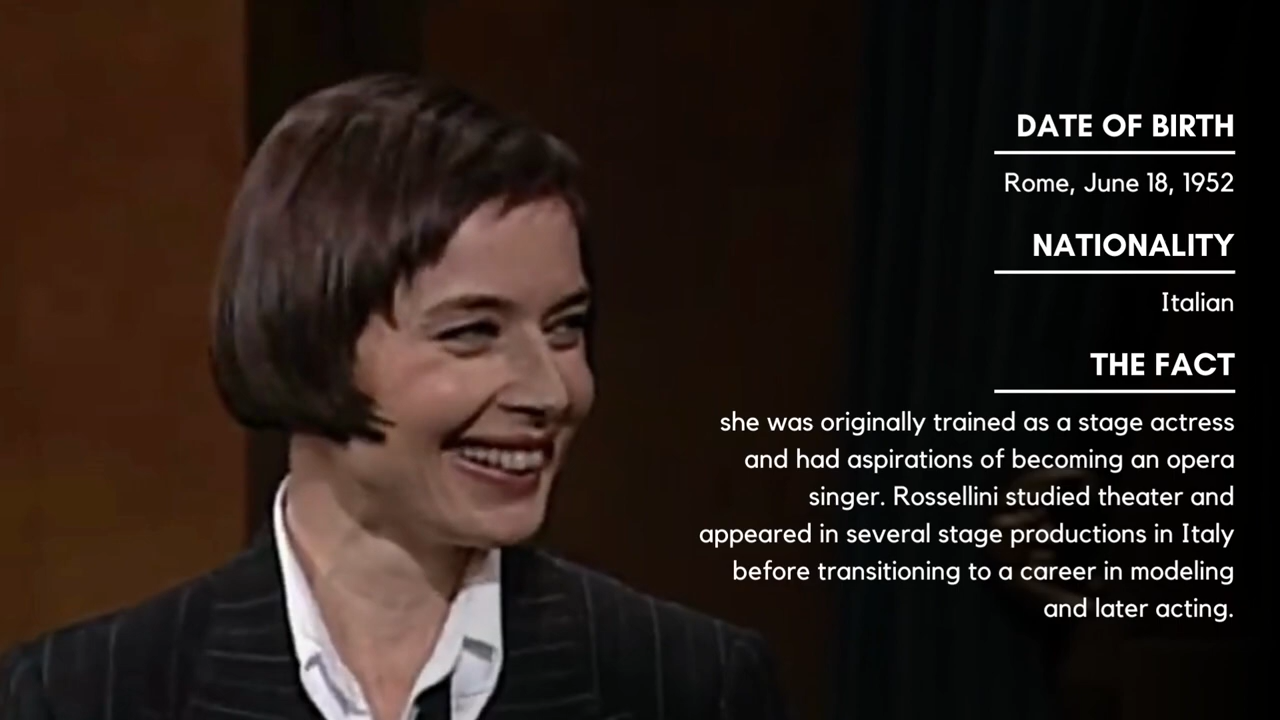 DATE OF BIRTH
Rome, June 18, 1952
NATIONALITY
Italian
THE FACT
she was originally trained as a stage actress
and had aspirations of becoming an opera
singer. Rossellini studied theater and
appeared in several stage productions in Italy
before transitioning to a career in modeling
and later acting.